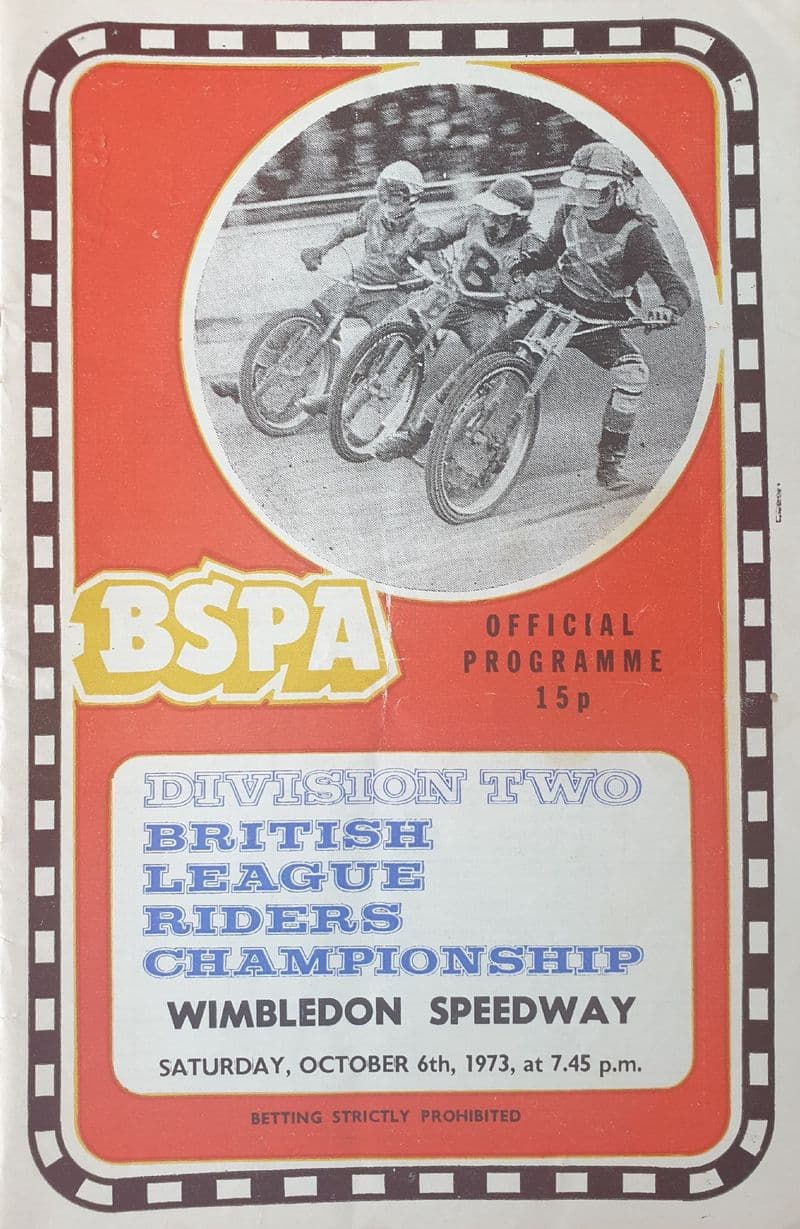 B
B
BSPA
OFFICIAL
PROGRAMME
15p
DIVISION TWO
BRITISH
LEAGUE
RIDERS
CHAMPIONSHIP
WIMBLEDON SPEEDWAY
SATURDAY, OCTOBER 6th, 1973, at 7.45 p.m.
BETTING STRICTLY PROHIBITED